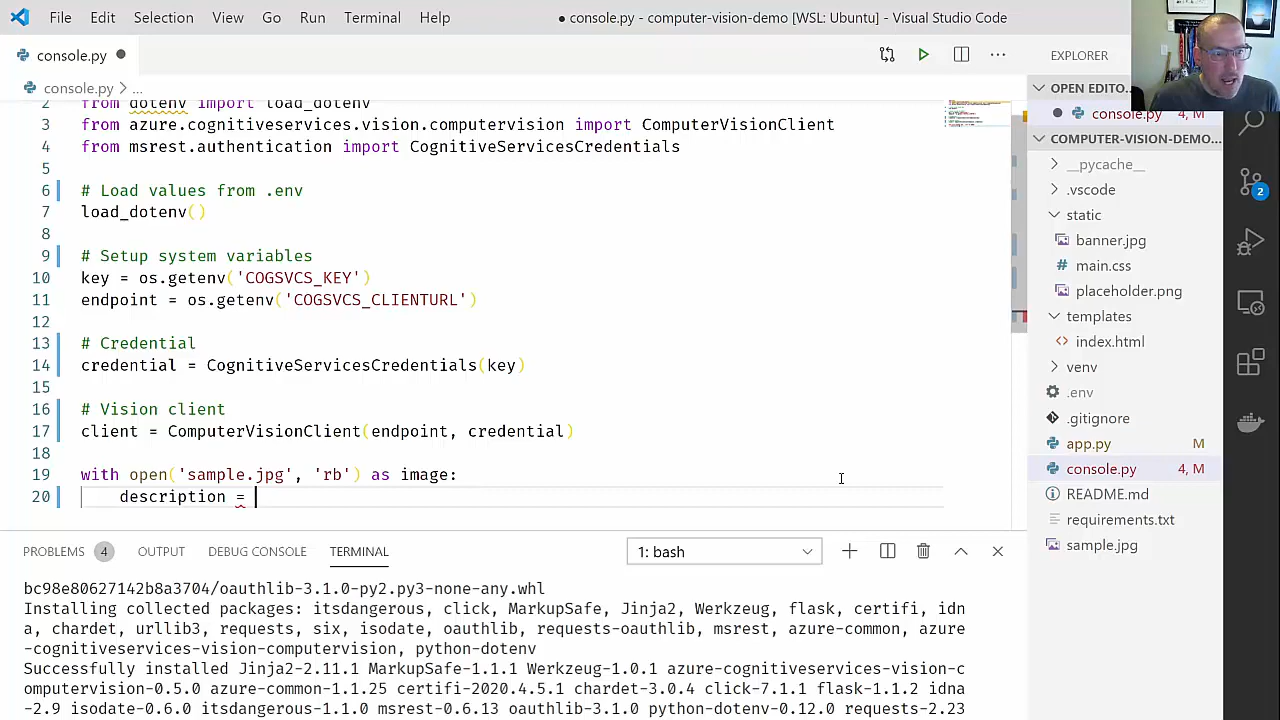 File Edit Selection View Go Run Terminal Help ● console.py - computer-vision-demo [WSL: Ubuntu] - Visual Studio Code
console.py ●
console.py > ...
2 from dotenv import load_dotenv
3 from azure.cognitiveservices.vision.computervision import ComputerVisionClient
4 from msrest.authentication import CognitiveServicesCredentials
5
6 # Load values from .env
7 load_dotenv()
8
9 # Setup system variables
10 key = os.getenv('COGSVCS_KEY')
11 endpoint = os.getenv('COGSVCS_CLIENTURL')
12
13 # Credential
14 credential = CognitiveServicesCredentials(key)
15
16 # Vision client
17 client = ComputerVisionClient(endpoint, credential)
18
19 with open('sample.jpg', 'rb') as image:
20 description =
EXPLORER
OPEN EDITO...
console.py 4, M
COMPUTER-VISION-DEMO...
__pycache__
.vscode
static
banner.jpg
# main.css
placeholder.png
templates
<> index.html
venv
.env
.gitignore
app.py M
console.py 4, M
README.md
requirements.txt
sample.jpg
2
PROBLEMS 4 OUTPUT DEBUG CONSOLE TERMINAL 1: bash
bc98e80627142b8a3704/oauthlib-3.1.0-py2.py3-none-any.whl
Installing collected packages: itsdangerous, click, MarkupSafe, Jinja2, Werkzeug, flask, certifi, idn
a, chardet, urllib3, requests, six, isodate, oauthlib, requests-oauthlib, msrest, azure-common, azure
-cognitiveservices-vision-computervision, python-dotenv
Successfully installed Jinja2-2.11.1 MarkupSafe-1.1.1 Werkzeug-1.0.1 azure-cognitiveservices-vision-c
omputervision-0.5.0 azure-common-1.1.25 certifi-2020.4.5.1 chardet-3.0.4 click-7.1.1 flask-1.1.2 idna
-2.9 isodate-0.6.0 itsdangerous-1.1.0 msrest-0.6.13 oauthlib-3.1.0 python-dotenv-0.12.0 requests-2.23